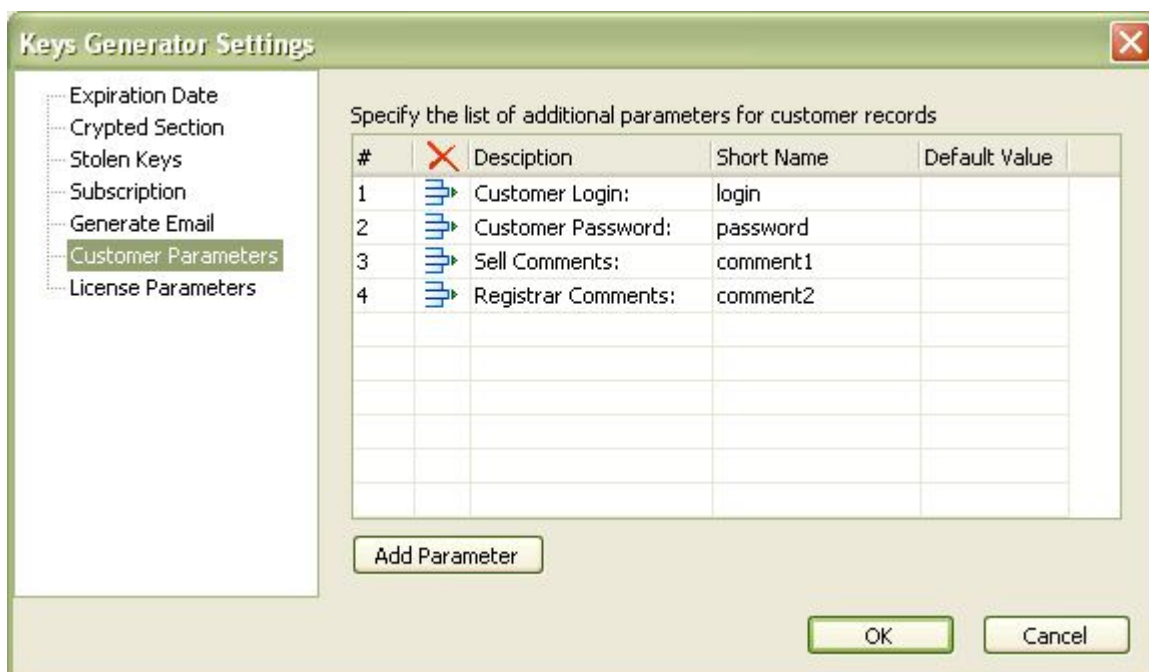 Keys Generator Settings
Expiration Date
Crypted Section
Stolen Keys
Subscription
Generate Email
Customer Parameters
License Parameters
Specify the list of additional parameters for customer records
# Desciption Short Name Default Value
1 Customer Login: login
2 Customer Password: password
3 Sell Comments: comment1
4 Registrar Comments: comment2
Add Parameter
OK Cancel